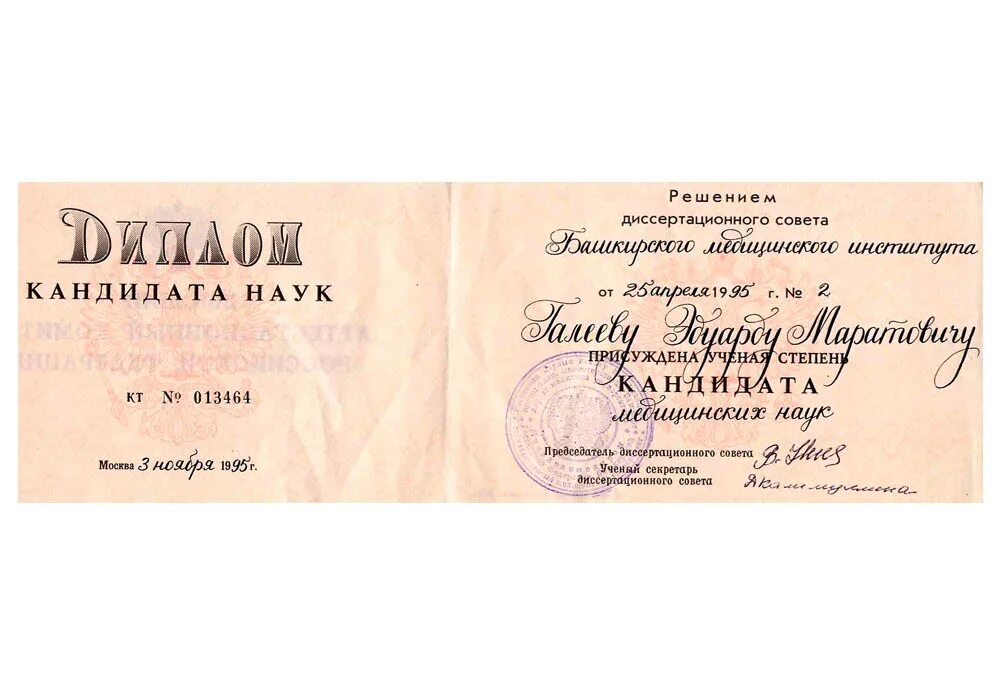 ДИПЛОМ
КАНДИДАТА НАУК
КТ № 013464
Москва 3 ноября 1995 г.
Решением
диссертационного совета
Башкирского медицинского института
от 25 апреля 1995 г. № 2
Галееву Эдуарду Маратовичу
ПРИСУЖДЕНА УЧЕНАЯ СТЕПЕНЬ
КАНДИДАТА
медицинских наук
Председатель диссертационного совета
Ученый секретарь
диссертационного совета